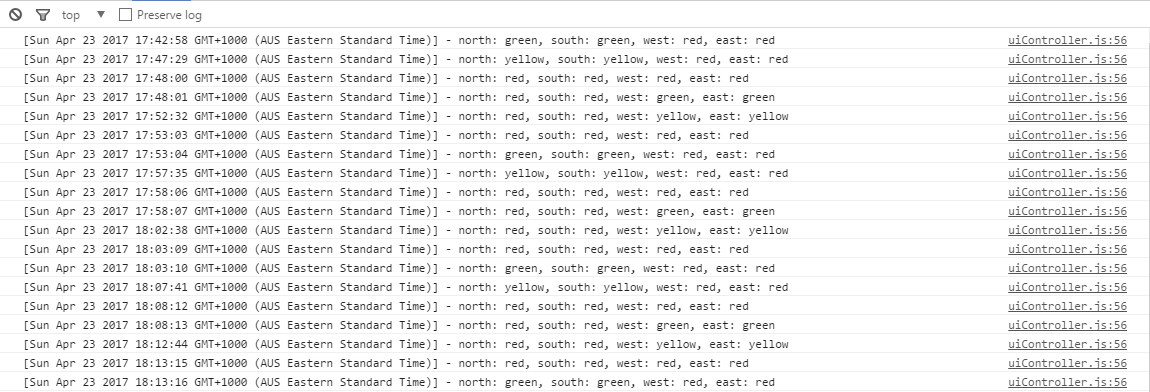 top ▼ Preserve log
[Sun Apr 23 2017 17:42:58 GMT+1000 (AUS Eastern Standard Time)] - north: green, south: green, west: red, east: red uiController.js:56
[Sun Apr 23 2017 17:47:29 GMT+1000 (AUS Eastern Standard Time)] - north: yellow, south: yellow, west: red, east: red uiController.js:56
[Sun Apr 23 2017 17:48:00 GMT+1000 (AUS Eastern Standard Time)] - north: red, south: red, west: red, east: red uiController.js:56
[Sun Apr 23 2017 17:48:01 GMT+1000 (AUS Eastern Standard Time)] - north: red, south: red, west: green, east: green uiController.js:56
[Sun Apr 23 2017 17:52:32 GMT+1000 (AUS Eastern Standard Time)] - north: red, south: red, west: yellow, east: yellow uiController.js:56
[Sun Apr 23 2017 17:53:03 GMT+1000 (AUS Eastern Standard Time)] - north: red, south: red, west: red, east: red uiController.js:56
[Sun Apr 23 2017 17:53:04 GMT+1000 (AUS Eastern Standard Time)] - north: green, south: green, west: red, east: red uiController.js:56
[Sun Apr 23 2017 17:57:35 GMT+1000 (AUS Eastern Standard Time)] - north: yellow, south: yellow, west: red, east: red uiController.js:56
[Sun Apr 23 2017 17:58:06 GMT+1000 (AUS Eastern Standard Time)] - north: red, south: red, west: red, east: red uiController.js:56
[Sun Apr 23 2017 17:58:07 GMT+1000 (AUS Eastern Standard Time)] - north: red, south: red, west: green, east: green uiController.js:56
[Sun Apr 23 2017 18:02:38 GMT+1000 (AUS Eastern Standard Time)] - north: red, south: red, west: yellow, east: yellow uiController.js:56
[Sun Apr 23 2017 18:03:09 GMT+1000 (AUS Eastern Standard Time)] - north: red, south: red, west: red, east: red uiController.js:56
[Sun Apr 23 2017 18:03:10 GMT+1000 (AUS Eastern Standard Time)] - north: green, south: green, west: red, east: red uiController.js:56
[Sun Apr 23 2017 18:07:41 GMT+1000 (AUS Eastern Standard Time)] - north: yellow, south: yellow, west: red, east: red uiController.js:56
[Sun Apr 23 2017 18:08:12 GMT+1000 (AUS Eastern Standard Time)] - north: red, south: red, west: red, east: red uiController.js:56
[Sun Apr 23 2017 18:08:13 GMT+1000 (AUS Eastern Standard Time)] - north: red, south: red, west: green, east: green uiController.js:56
[Sun Apr 23 2017 18:12:44 GMT+1000 (AUS Eastern Standard Time)] - north: red, south: red, west: yellow, east: yellow uiController.js:56
[Sun Apr 23 2017 18:13:15 GMT+1000 (AUS Eastern Standard Time)] - north: red, south: red, west: red, east: red uiController.js:56
[Sun Apr 23 2017 18:13:16 GMT+1000 (AUS Eastern Standard Time)] - north: green, south: green, west: red, east: red uiController.js:56